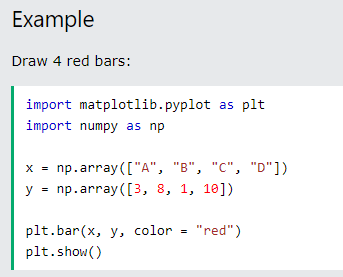 Example
Draw 4 red bars:
import matplotlib.pyplot as plt
import numpy as np
x = np.array(["A", "B", "C", "D"])
y = np.array([3, 8, 1, 10])
plt.bar(x, y, color = "red")
plt.show()